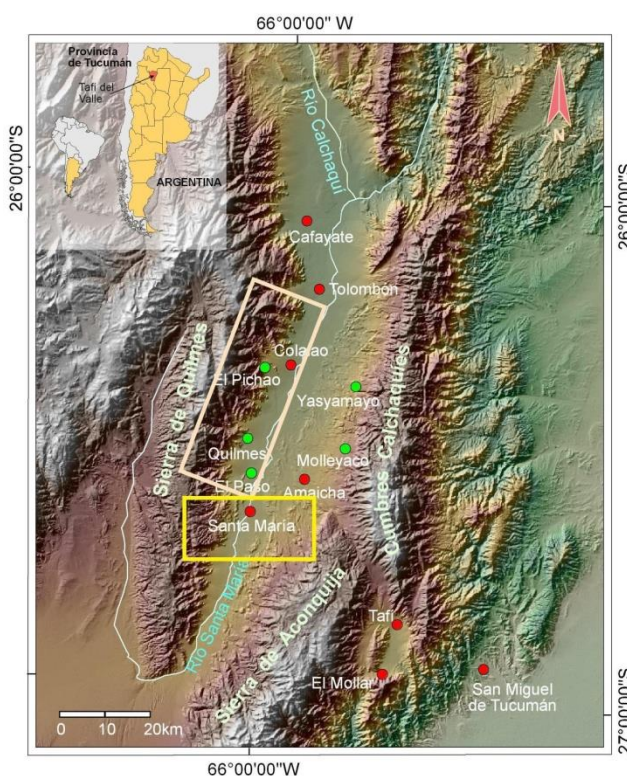 66°00'00" W
Provincia
de Tucumán
Tafi del
Valle
ARGENTINA
26°00'00"S
26°00'00"S
N
Río Calchaquí
Cafayate
Tolombón
Colalao
El Pichao
Sierra de Quilmes
Yasyamayo
Cumbres Calchaquíes
Quilmes
Molleyaco
El Paso
Amaicha
Santa María
Río Santa María
Sierra de Aconquija
Tafí
El Mollar
San Miguel
de Tucumán
0 10 20km
27°00'00"S
66°00'00"W